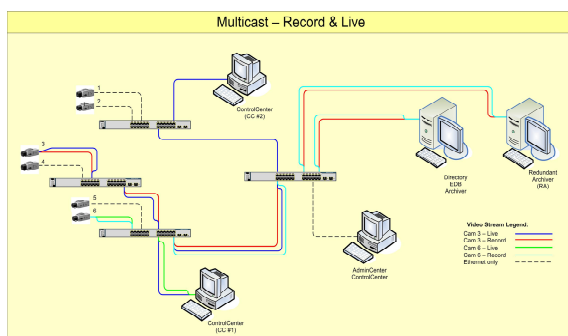 Multicast – Record & Live
1
2
ControlCenter
(CC #2)
3
4
5
6
Directory
EDB
Archiver
Redundant
Archiver
(RA)
AdminCenter
ControlCenter
ControlCenter
(CC #1)
Video Stream Legend:
Cam 3 – Live
Cam 3 – Record
Cam 6 – Live
Cam 6 – Record
Ethernet only